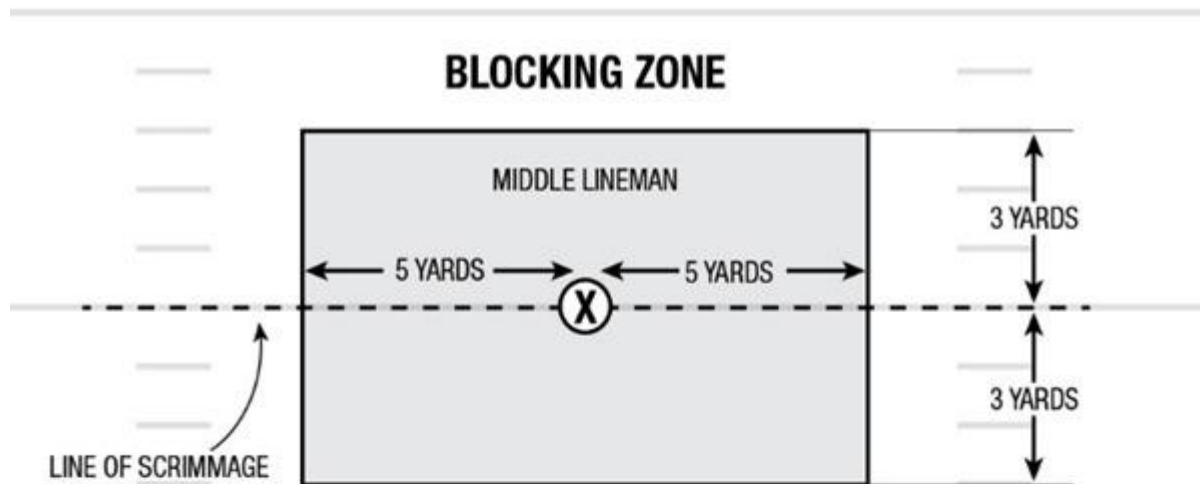 BLOCKING ZONE
MIDDLE LINEMAN
3 YARDS
5 YARDS
5 YARDS
X
3 YARDS
LINE OF SCRIMMAGE